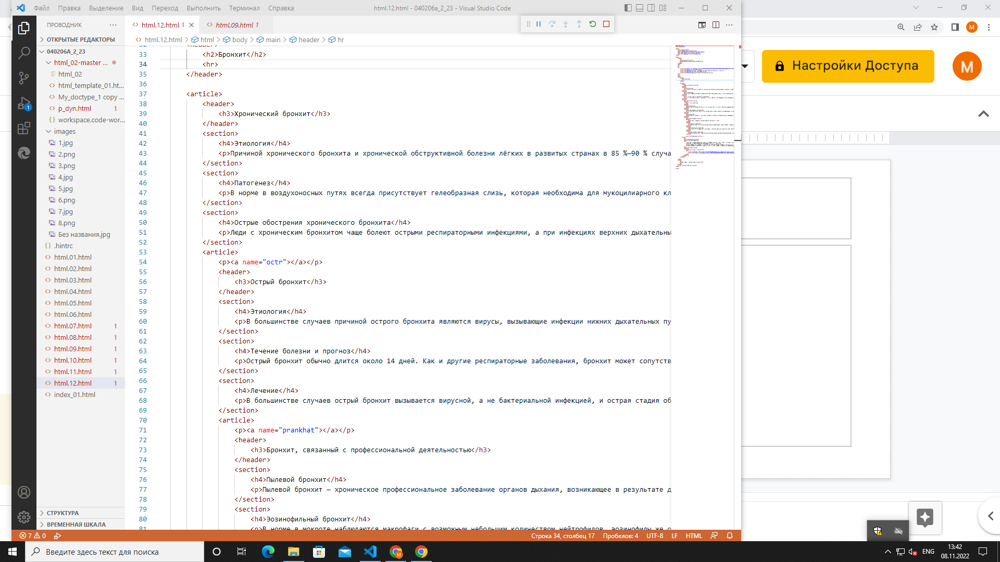 Файл Правка Выделение Вид Переход Выполнить Терминал Справка
html.12.html - 040206a_2_23 - Visual Studio Code
ПРОВОДНИК
html.12.html 1
html.09.html 1
ОТКРЫТЫЕ РЕДАКТОРЫ
040206A_2_23
html_02-master ...
html_02
html_template_01.ht...
My_doctype_1 copy ...
p_dyn.html 1
workspace.code-wor...
images
1.jpg
2.png
3.png
4.jpg
5.jpg
6.png
7.jpg
8.png
Без названия.jpg
.hintrc
html.01.html
html.02.html
html.03.html
html.04.html
html.05.html
html.06.html
html.07.html 1
html.08.html 1
html.09.html 1
html.10.html 1
html.11.html 1
html.12.html 1
index_01.html
СТРУКТУРА
ВРЕМЕННАЯ ШКАЛА
html.12.html > html > body > main > header > hr
32 <header>
33 <h2>Бронхит</h2>
34 <hr>
35 </header>
36
37 <article>
38 <header>
39 <h3>Хронический бронхит</h3>
40 </header>
41 <section>
42 <h4>Этиология</h4>
43 <p>Причиной хронического бронхита и хронической обструктивной болезни лёгких в развитых странах в 85 %—90 % случа
44 </section>
45 <section>
46 <h4>Патогенез</h4>
47 <p>В норме в воздухоносных путях всегда присутствует гелеобразная слизь, которая необходима для мукоцилиарного кл
48 </section>
49 <section>
50 <h4>Острые обострения хронического бронхита</h4>
51 <p>Люди с хроническим бронхитом чаще болеют острыми респираторными инфекциями, а при инфекциях верхних дыхательны
52 </section>
53 <article>
54 <p><a name="octr"></a></p>
55 <header>
56 <h3>Острый бронхит</h3>
57 </header>
58 <section>
59 <h4>Этиология</h4>
60 <p>В большинстве случаев причиной острого бронхита являются вирусы, вызывающие инфекции нижних дыхательных пу
61 </section>
62 <section>
63 <h4>Течение болезни и прогноз</h4>
64 <p>Острый бронхит обычно длится около 14 дней. Как и другие респираторные заболевания, бронхит может сопутств
65 </section>
66 <section>
67 <h4>Лечение</h4>
68 <p>В большинстве случаев острый бронхит вызывается вирусной, а не бактериальной инфекцией, и острая стадия об
69 </section>
70 <article>
71 <p><a name="prankhat"></a></p>
72 <header>
73 <h3>Бронхит, связанный с профессиональной деятельностью</h3>
74 </header>
75 <section>
76 <h4>Пылевой бронхит</h4>
77 <p>Пылевой бронхит — хроническое профессиональное заболевание органов дыхания, возникающее в результате д
78 </section>
79 <section>
80 <h4>Эозинофильный бронхит</h4>
81 <p>В норме в мокроте наблюдаются макрофаги с возможным небольшим количеством нейтрофилов, эозинофилы же о
1
7 0
Строка 34, столбец 17 Пробелов: 4 UTF-8 LF HTML
M
Настройки Доступа
M
Введите здесь текст для поиска
M
ENG
13:42
08.11.2022